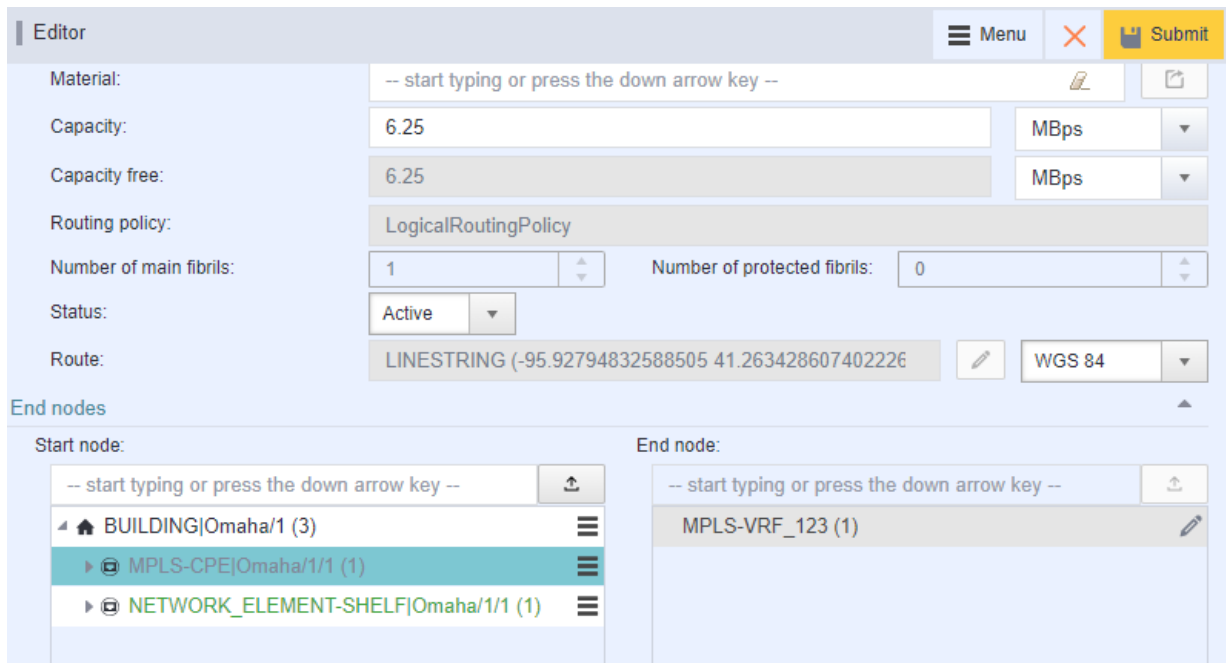 Editor
Menu
Submit
Material:
-- start typing or press the down arrow key --
Capacity:
6.25
MBps
Capacity free:
6.25
MBps
Routing policy:
LogicalRoutingPolicy
Number of main fibrils:
1
Number of protected fibrils:
0
Status:
Active
Route:
LINESTRING (-95.92794832588505 41.263428607402226
WGS 84
End nodes
Start node:
-- start typing or press the down arrow key --
BUILDING|Omaha/1 (3)
MPLS-CPE|Omaha/1/1 (1)
NETWORK_ELEMENT-SHELF|Omaha/1/1 (1)
End node:
-- start typing or press the down arrow key --
MPLS-VRF_123 (1)